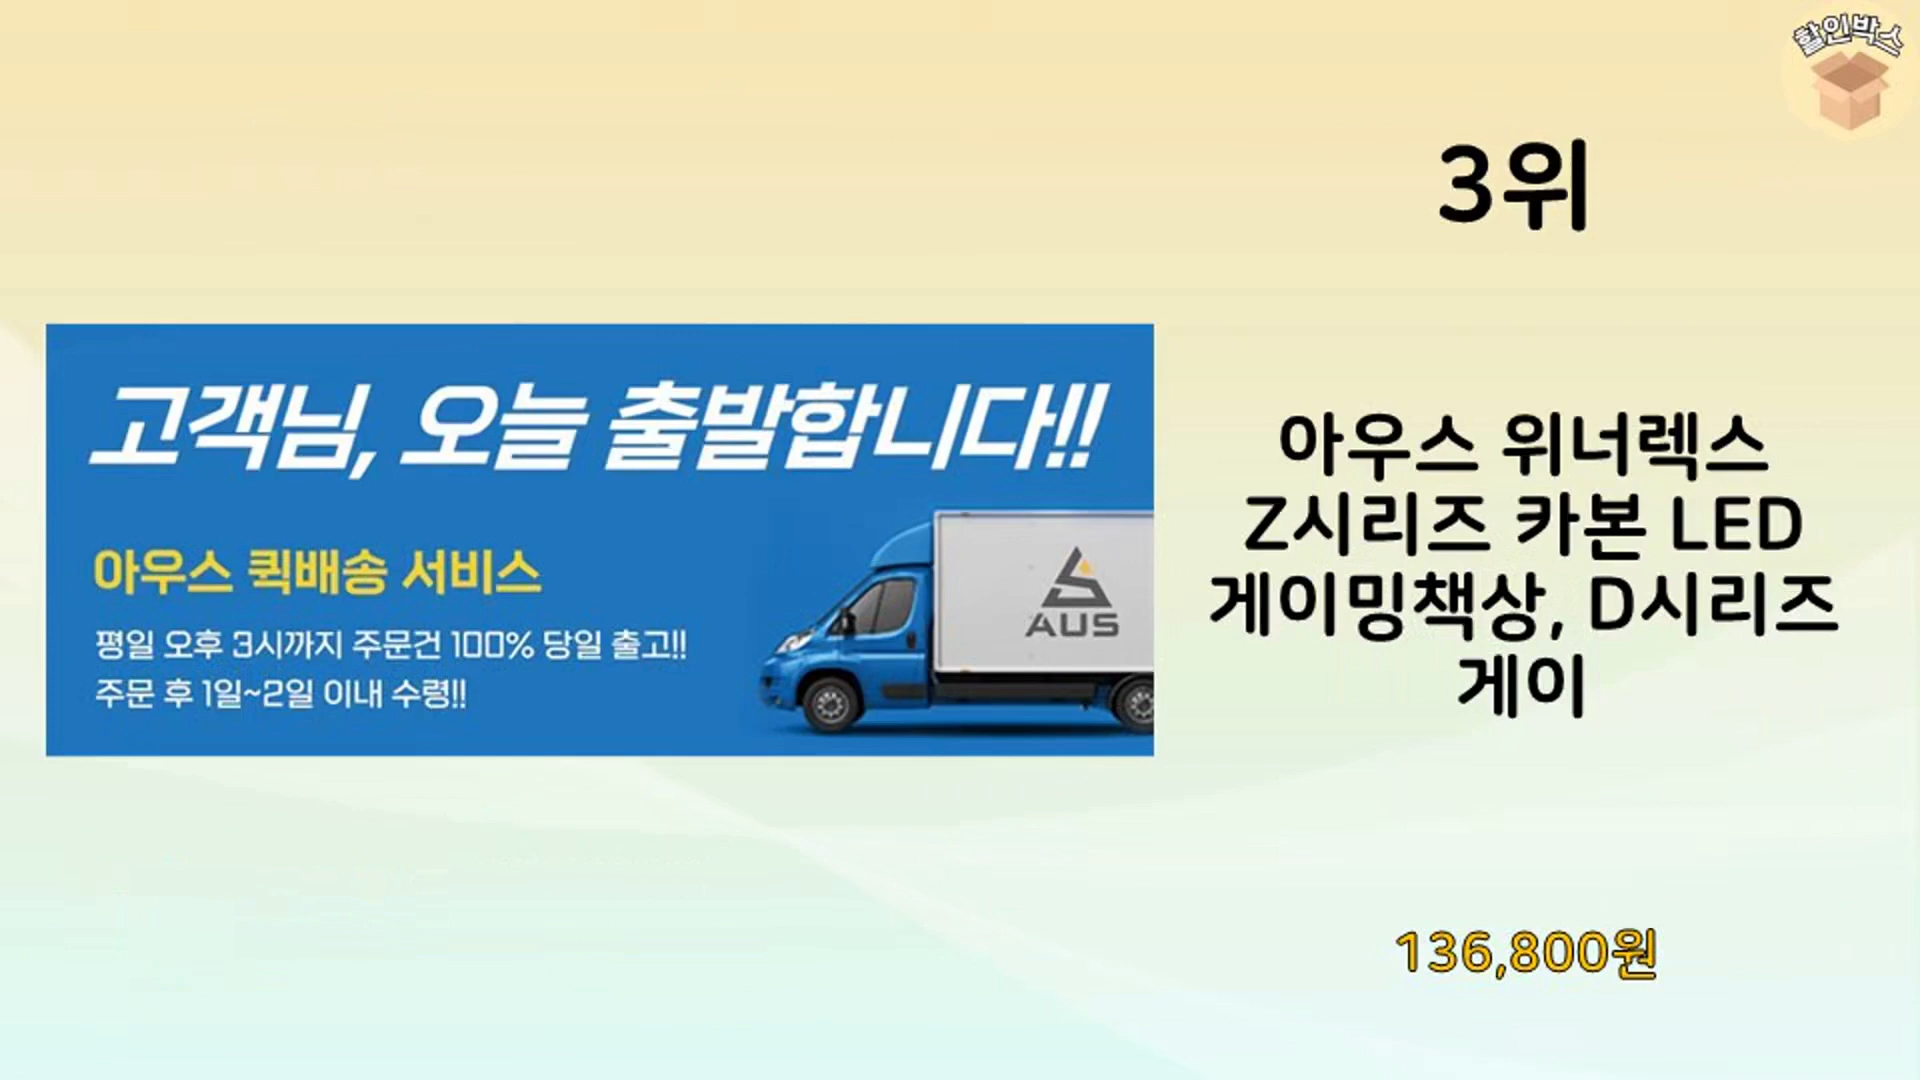 할인박스
3위
고객님, 오늘 출발합니다!!
아우스 퀵배송 서비스
평일 오후 3시까지 주문건 100% 당일 출고!!
주문 후 1일~2일 이내 수령!!
AUS
아우스 위너렉스
Z시리즈 카본 LED
게이밍책상, D시리즈
게이
136,800원